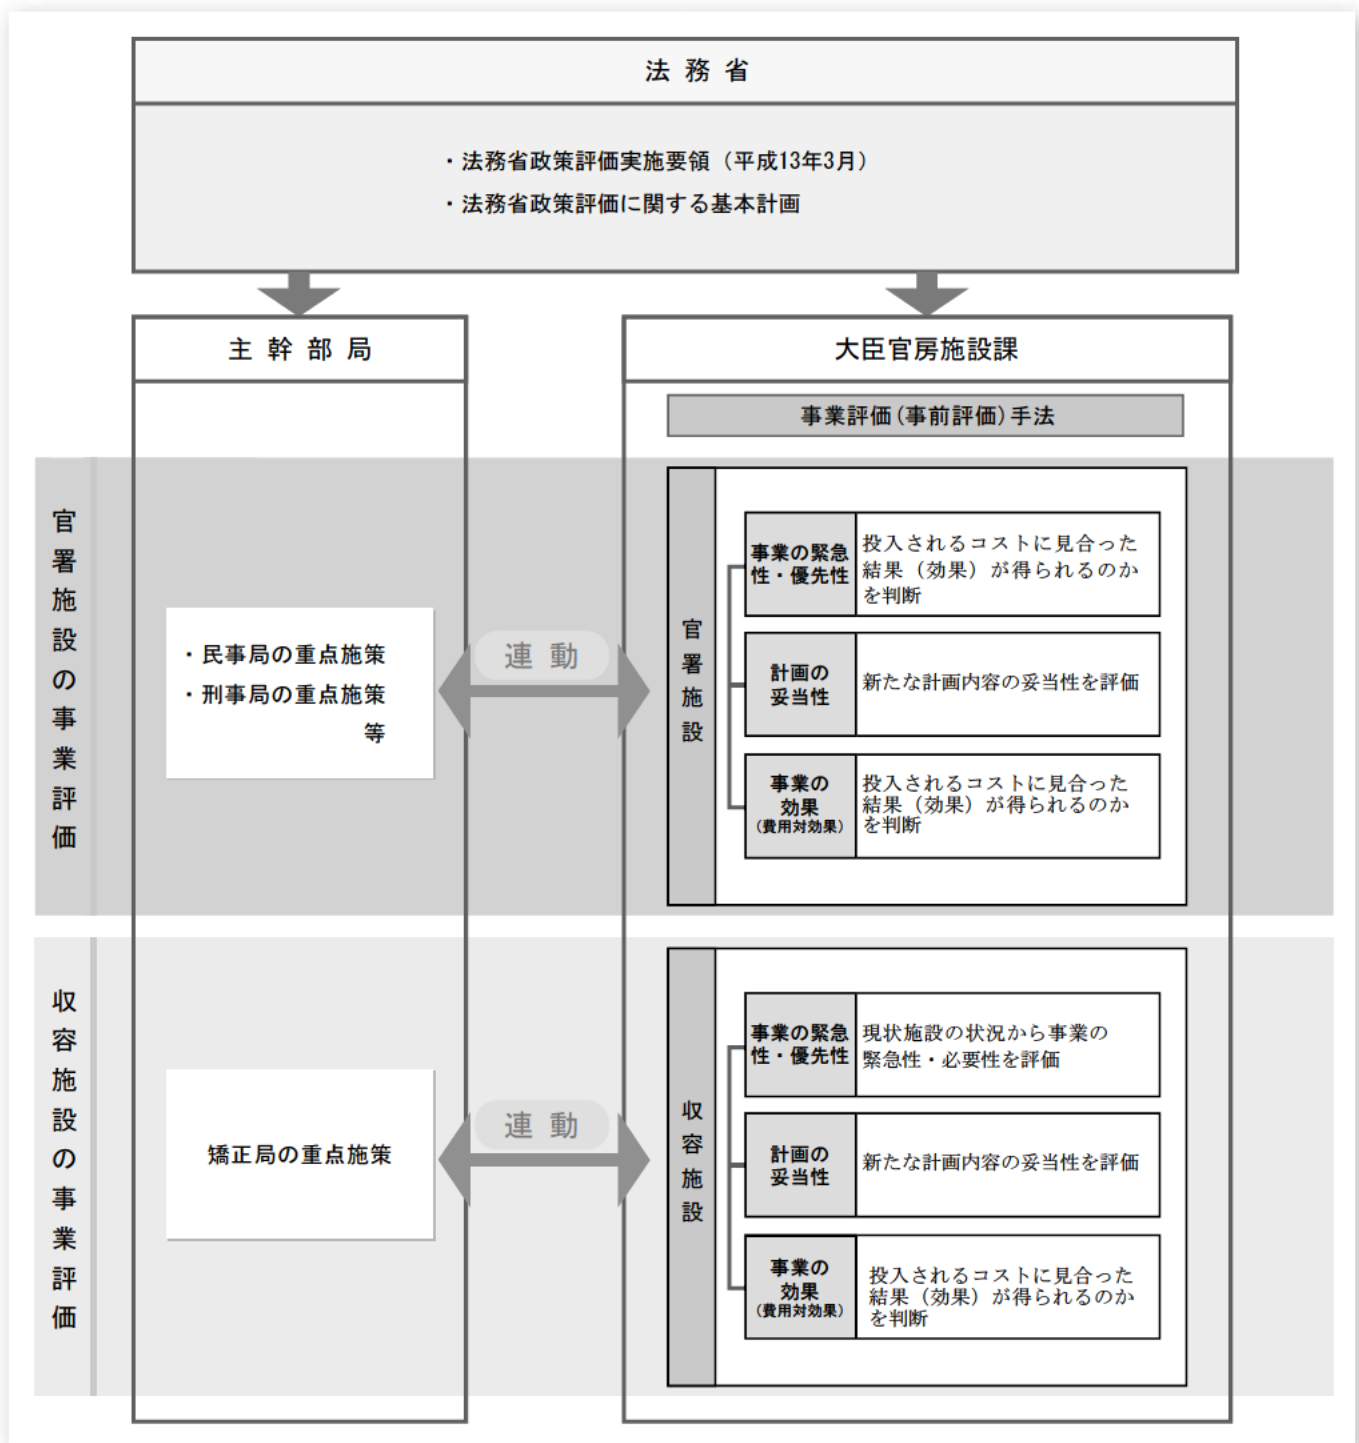 法務省
・法務省政策評価実施要領（平成13年3月）
・法務省政策評価に関する基本計画
主幹部局
大臣官房施設課
事業評価(事前評価)手法
官署施設の事業評価
・民事局の重点施策
・刑事局の重点施策
等
連動
官署施設
事業の緊急
性・優先性
投入されるコストに見合った
結果（効果）が得られるのか
を判断
計画の
妥当性
新たな計画内容の妥当性を評価
事業の
効果
（費用対効果）
投入されるコストに見合った
結果（効果）が得られるのか
を判断
収容施設の事業評価
矯正局の重点施策
連動
収容施設
事業の緊急
性・優先性
現状施設の状況から事業の
緊急性・必要性を評価
計画の
妥当性
新たな計画内容の妥当性を評価
事業の
効果
（費用対効果）
投入されるコストに見合った
結果（効果）が得られるのか
を判断